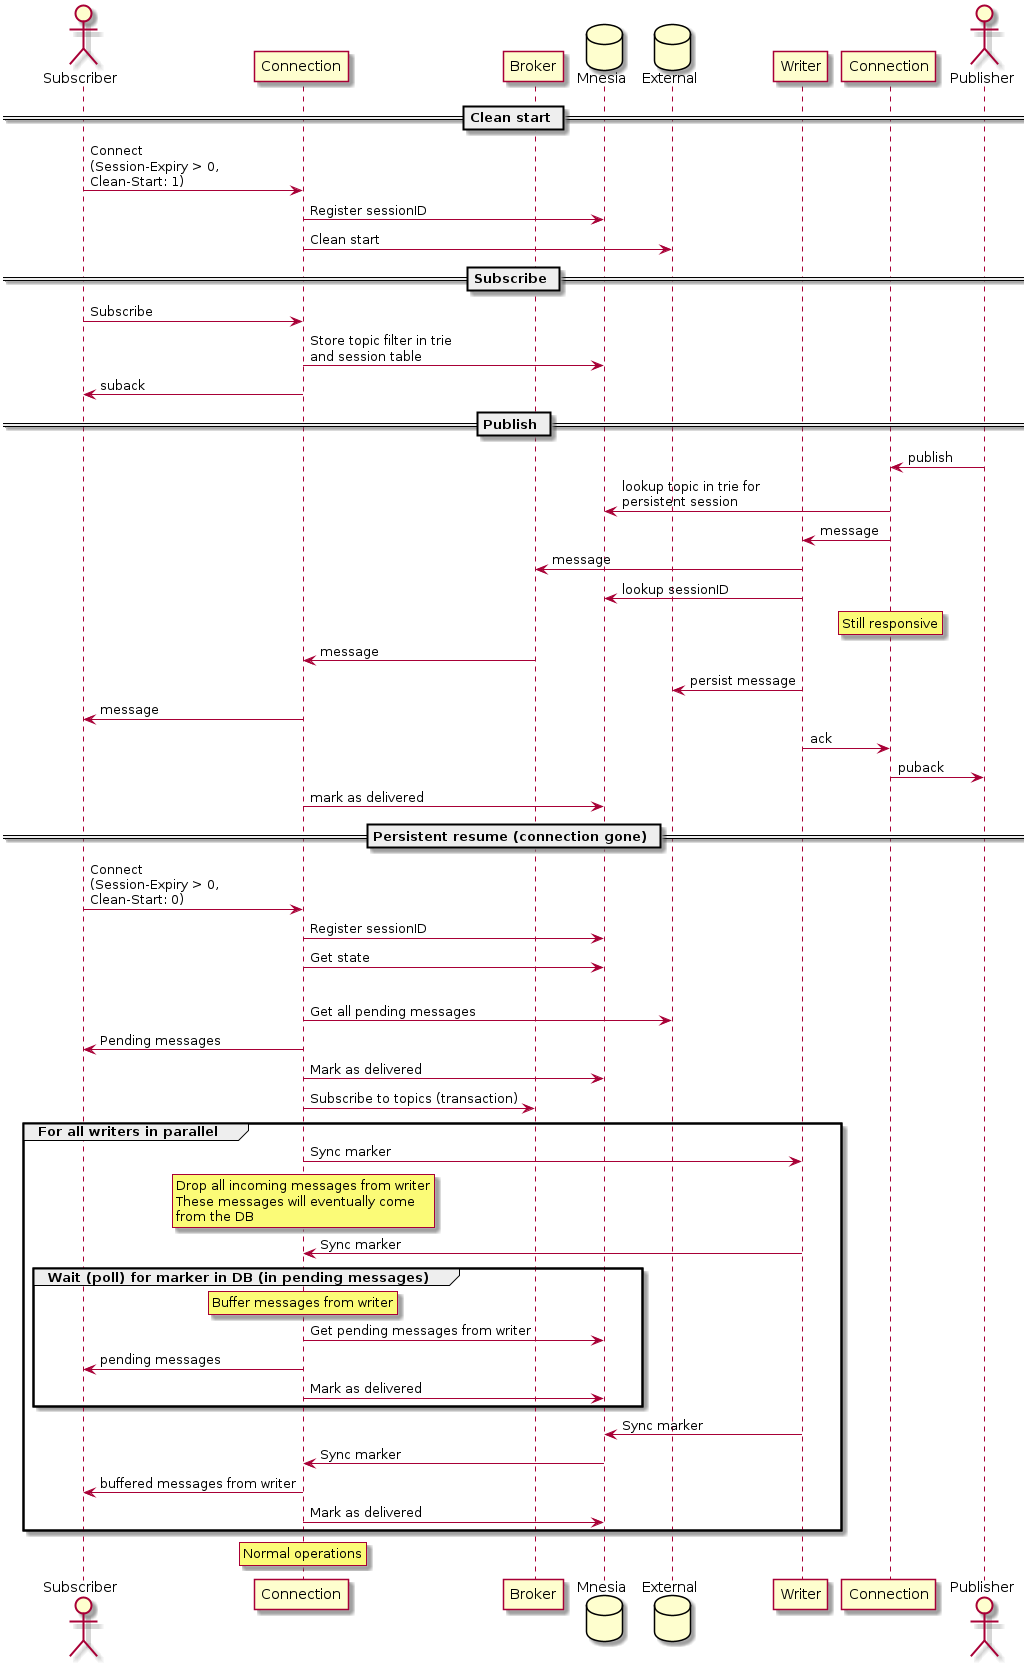 Subscriber
Connection
Broker
Mnesia
External
Writer
Connection
Publisher
Clean start
Connect
(Session-Expiry > 0,
Clean-Start: 1)
Register sessionID
Clean start
Subscribe
Subscribe
Store topic filter in trie
and session table
suback
Publish
publish
lookup topic in trie for
persistent session
message
message
lookup sessionID
Still responsive
message
persist message
message
ack
puback
mark as delivered
Persistent resume (connection gone)
Connect
(Session-Expiry > 0,
Clean-Start: 0)
Register sessionID
Get state
Get all pending messages
Pending messages
Mark as delivered
Subscribe to topics (transaction)
For all writers in parallel
Sync marker
Drop all incoming messages from writer
These messages will eventually come
from the DB
Sync marker
Wait (poll) for marker in DB (in pending messages)
Buffer messages from writer
Get pending messages from writer
pending messages
Mark as delivered
Sync marker
Sync marker
buffered messages from writer
Mark as delivered
Normal operations
Subscriber
Connection
Broker
Mnesia
External
Writer
Connection
Publisher